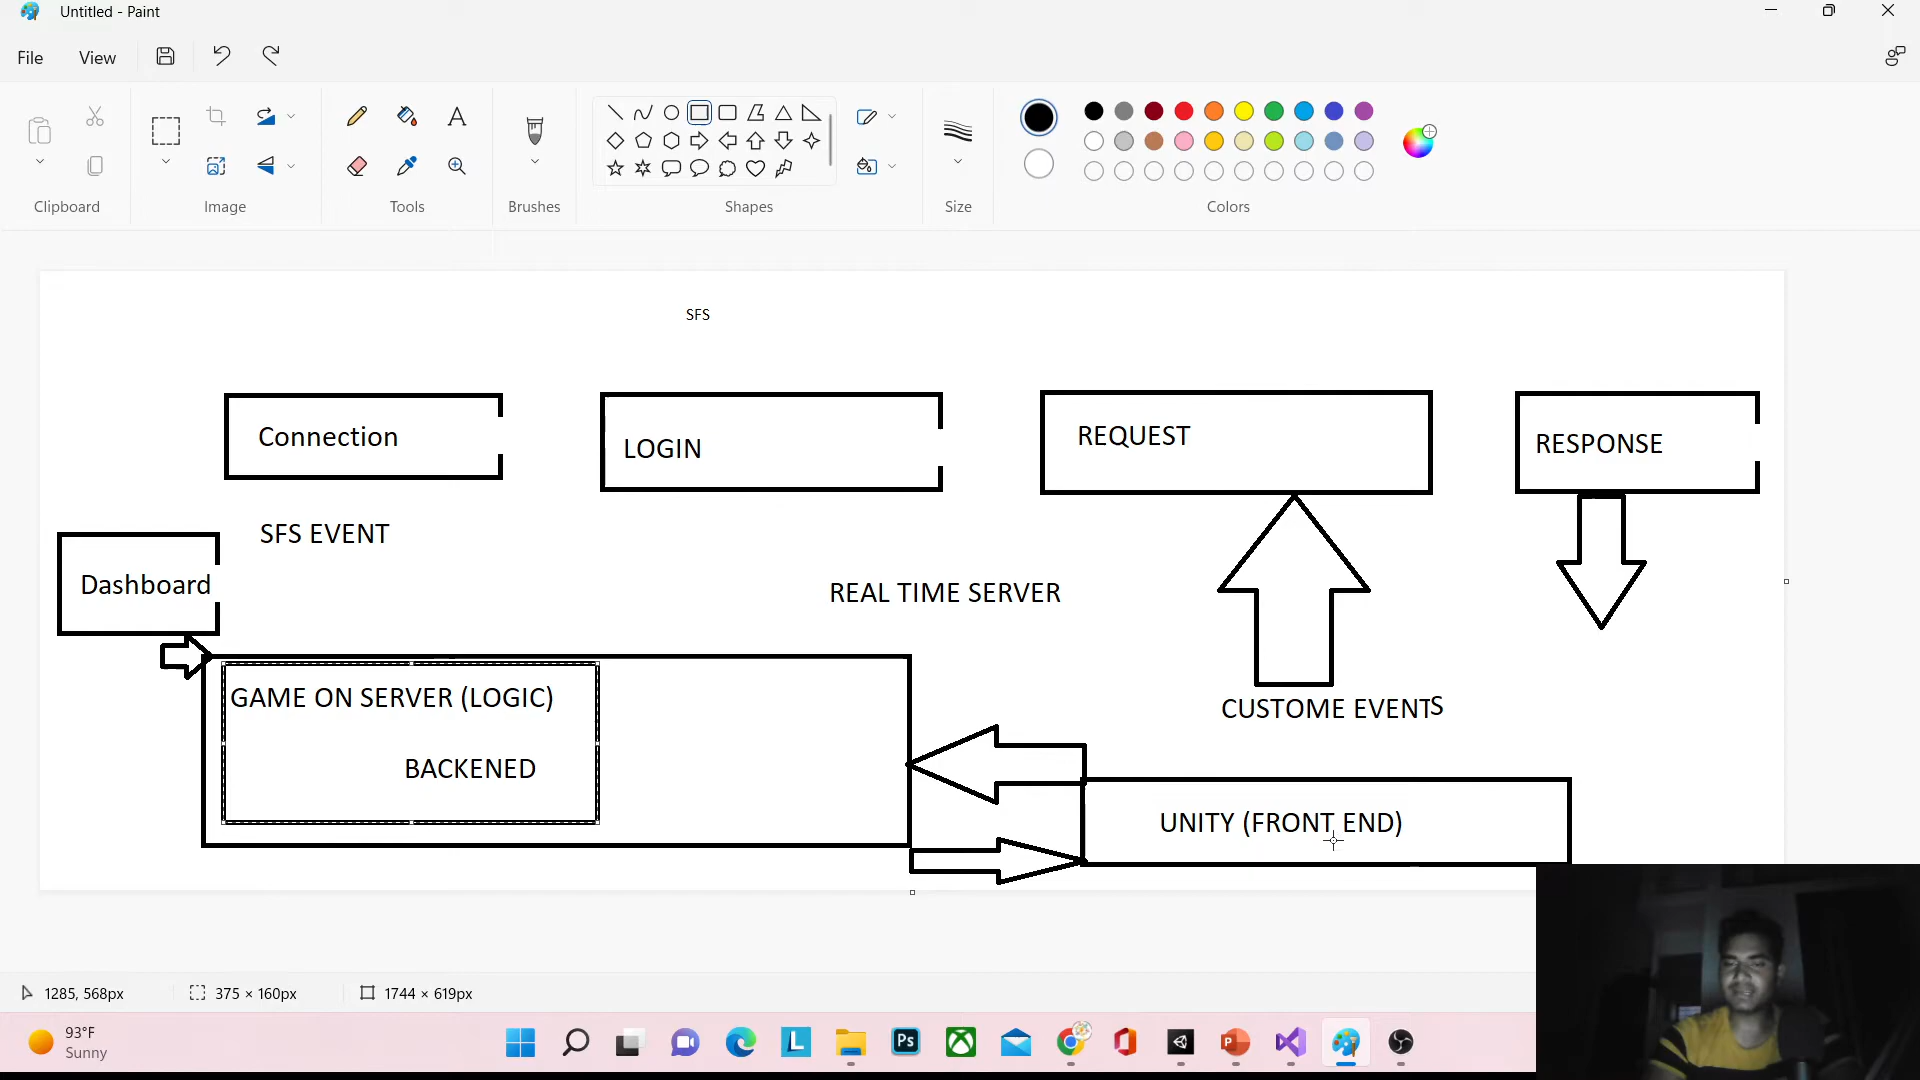 Untitled - Paint
File View
Clipboard Image Tools Brushes Shapes Size Colors
SFS
Connection LOGIN REQUEST RESPONSE
SFS EVENT
Dashboard
REAL TIME SERVER
GAME ON SERVER (LOGIC)
CUSTOME EVENTS
BACKENED
UNITY (FRONT END)
1285, 568px 375 × 160px 1744 × 619px
93°F
Sunny